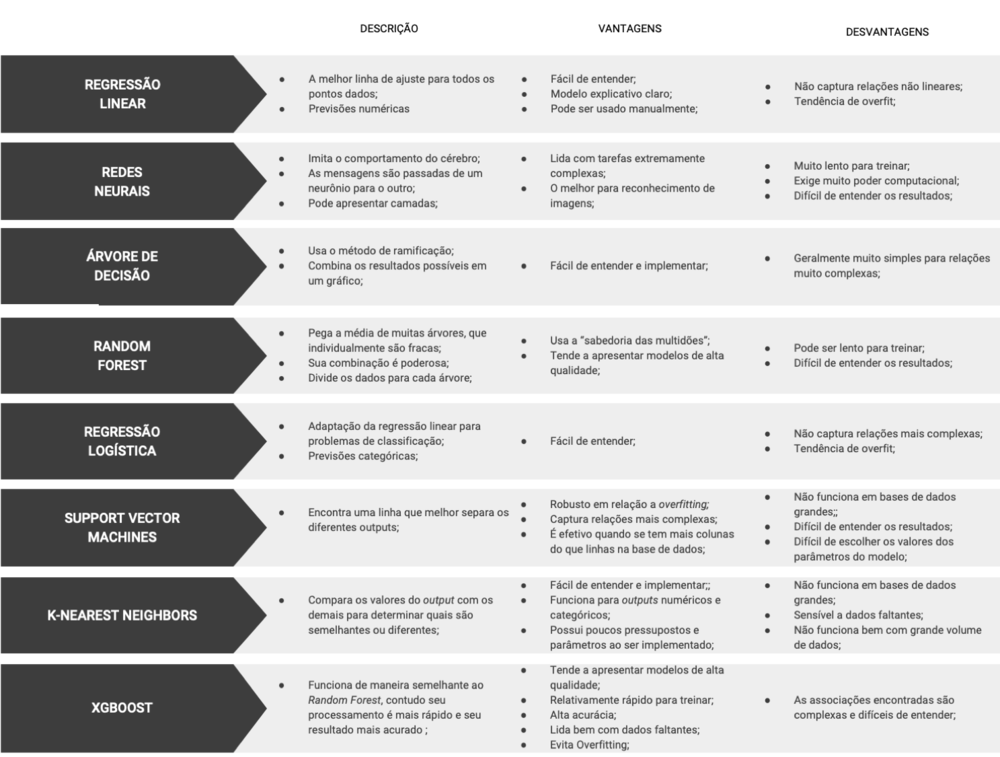 DESCRIÇÃO
VANTAGENS
DESVANTAGENS
REGRESSÃO
LINEAR
● A melhor linha de ajuste para todos os
pontos dados;
● Previsões numéricas
● Fácil de entender;
● Modelo explicativo claro;
● Pode ser usado manualmente;
● Não captura relações não lineares;
● Tendência de overfit;
REDES
NEURAIS
● Imita o comportamento do cérebro;
● As mensagens são passadas de um
neurônio para o outro;
● Pode apresentar camadas;
● Lida com tarefas extremamente
complexas;
● O melhor para reconhecimento de
imagens;
● Muito lento para treinar;
● Exige muito poder computacional;
● Difícil de entender os resultados;
ÁRVORE DE
DECISÃO
● Usa o método de ramificação;
● Combina os resultados possíveis em
um gráfico;
● Fácil de entender e implementar;
● Geralmente muito simples para relações
muito complexas;
RANDOM
FOREST
● Pega a média de muitas árvores, que
individualmente são fracas;
● Sua combinação é poderosa;
● Divide os dados para cada árvore;
● Usa a "sabedoria das multidões";
● Tende a apresentar modelos de alta
qualidade;
● Pode ser lento para treinar;
● Difícil de entender os resultados;
REGRESSÃO
LOGÍSTICA
● Adaptação da regressão linear para
problemas de classificação;
● Previsões categóricas;
● Fácil de entender;
● Não captura relações mais complexas;
● Tendência de overfit;
SUPPORT VECTOR
MACHINES
● Encontra uma linha que melhor separa os
diferentes outputs;
● Robusto em relação a overfitting;
● Captura relações mais complexas;
● É efetivo quando se tem mais colunas
do que linhas na base de dados;
● Não funciona em bases de dados
grandes;;
● Difícil de entender os resultados;
● Difícil de escolher os valores dos
parâmetros do modelo;
K-NEAREST NEIGHBORS
● Compara os valores do output com os
demais para determinar quais são
semelhantes ou diferentes;
● Fácil de entender e implementar;;
● Funciona para outputs numéricos e
categóricos;
● Possui poucos pressupostos e
parâmetros ao ser implementado;
● Não funciona em bases de dados
grandes;
● Sensível a dados faltantes;
● Não funciona bem com grande volume
de dados;
XGBOOST
● Funciona de maneira semelhante ao
Random Forest, contudo seu
processamento é mais rápido e seu
resultado mais acurado ;
● Tende a apresentar modelos de alta
qualidade;
● Relativamente rápido para treinar;
● Alta acurácia;
● Lida bem com dados faltantes;
● Evita Overfitting;
● As associações encontradas são
complexas e difíceis de entender;